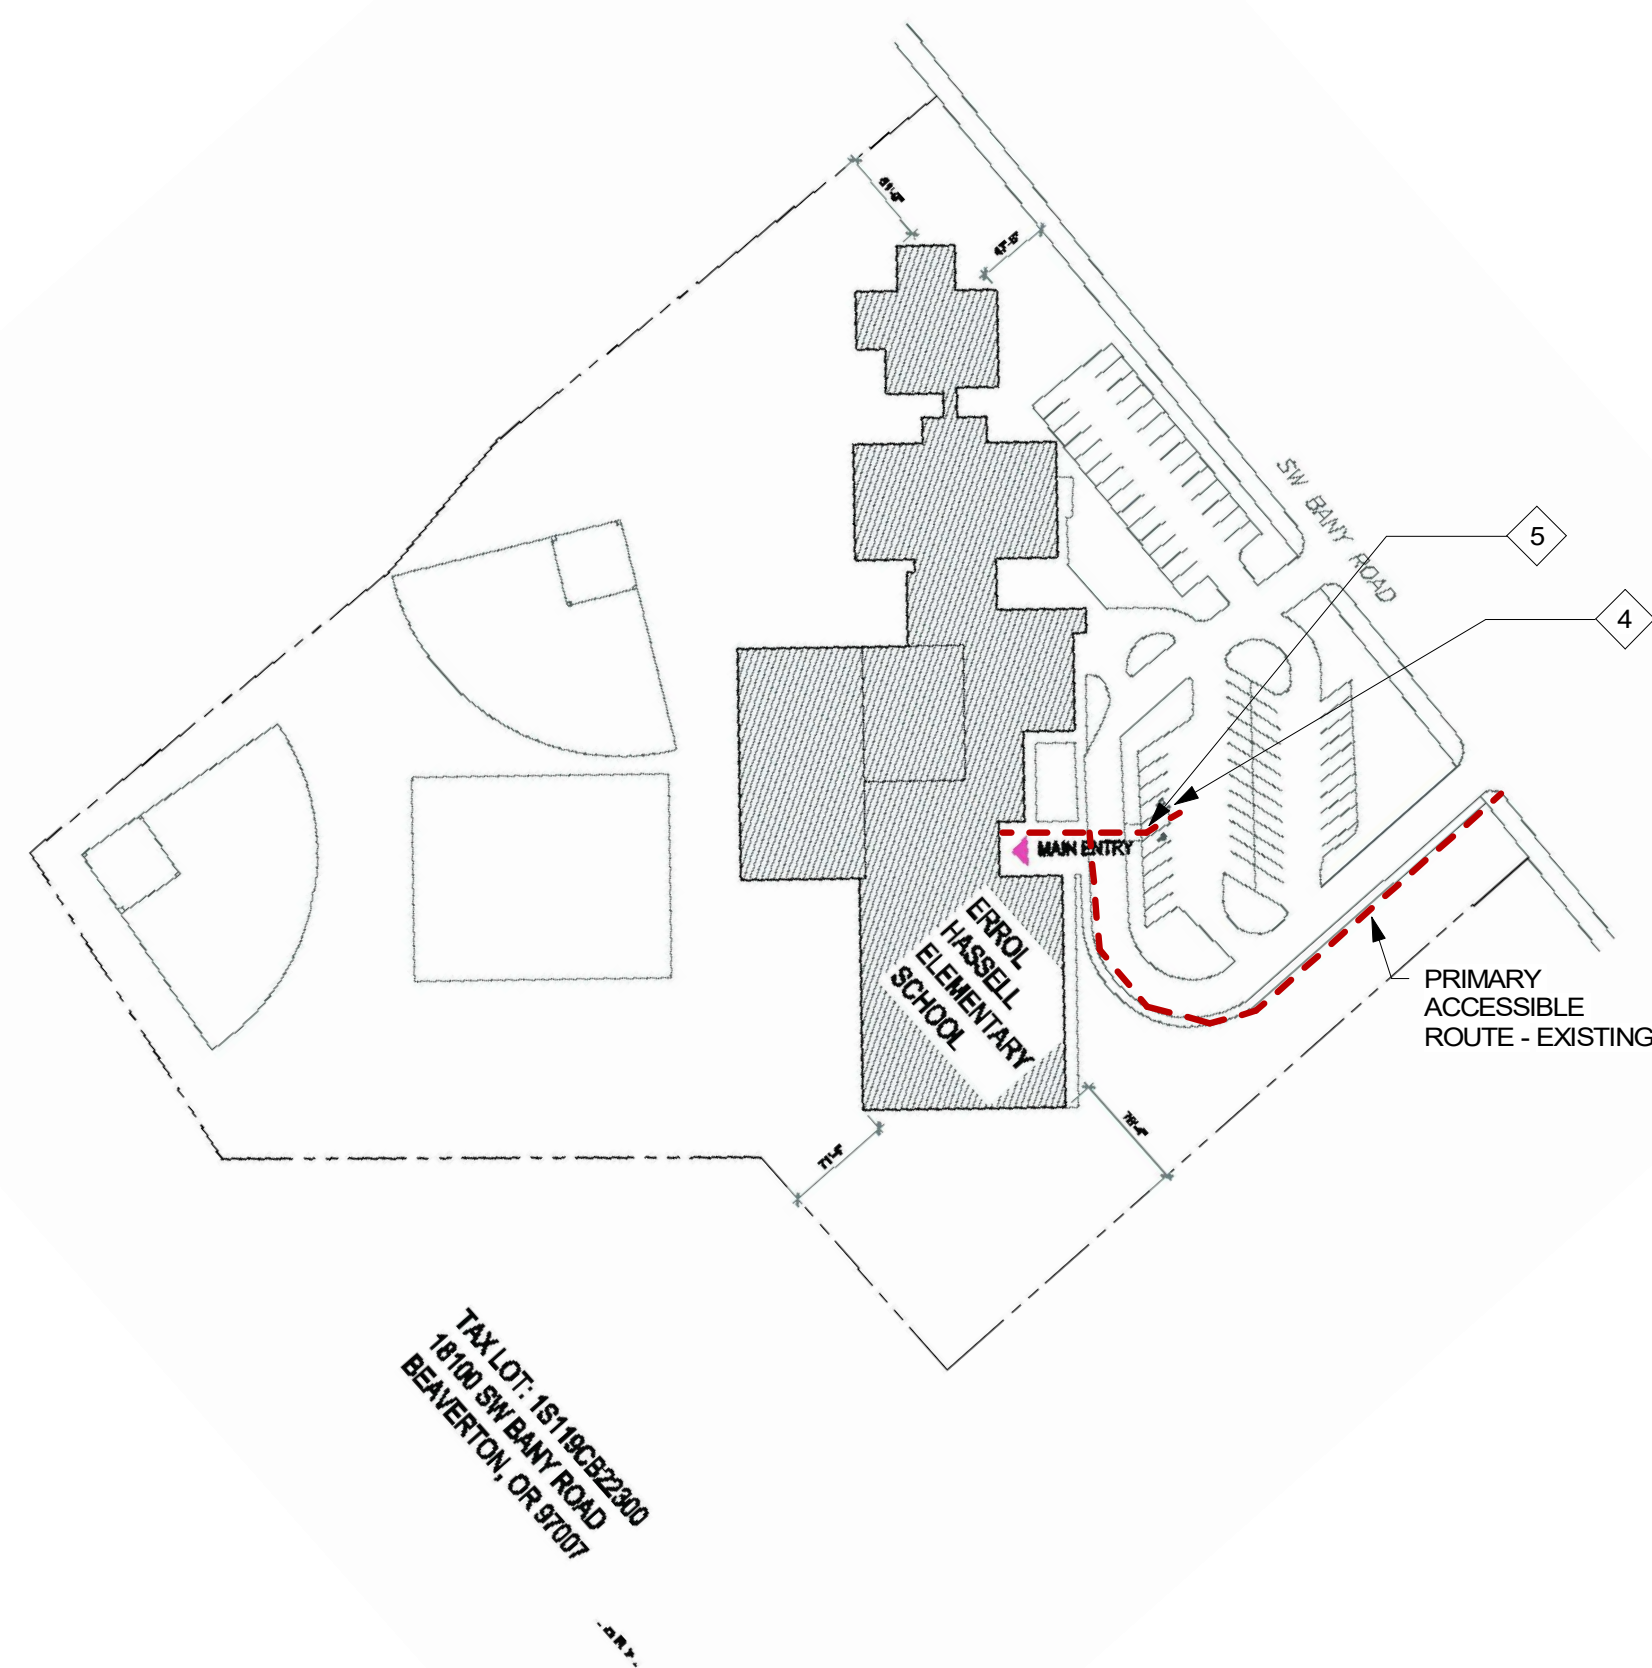 SW BANY ROAD
5
4
MAIN ENTRY
ERROL
HASSELL
ELEMENTARY
SCHOOL
PRIMARY
ACCESSIBLE
ROUTE - EXISTING
TAX LOT: 1S119CB22300
18100 SW BANY ROAD
BEAVERTON, OR 97007